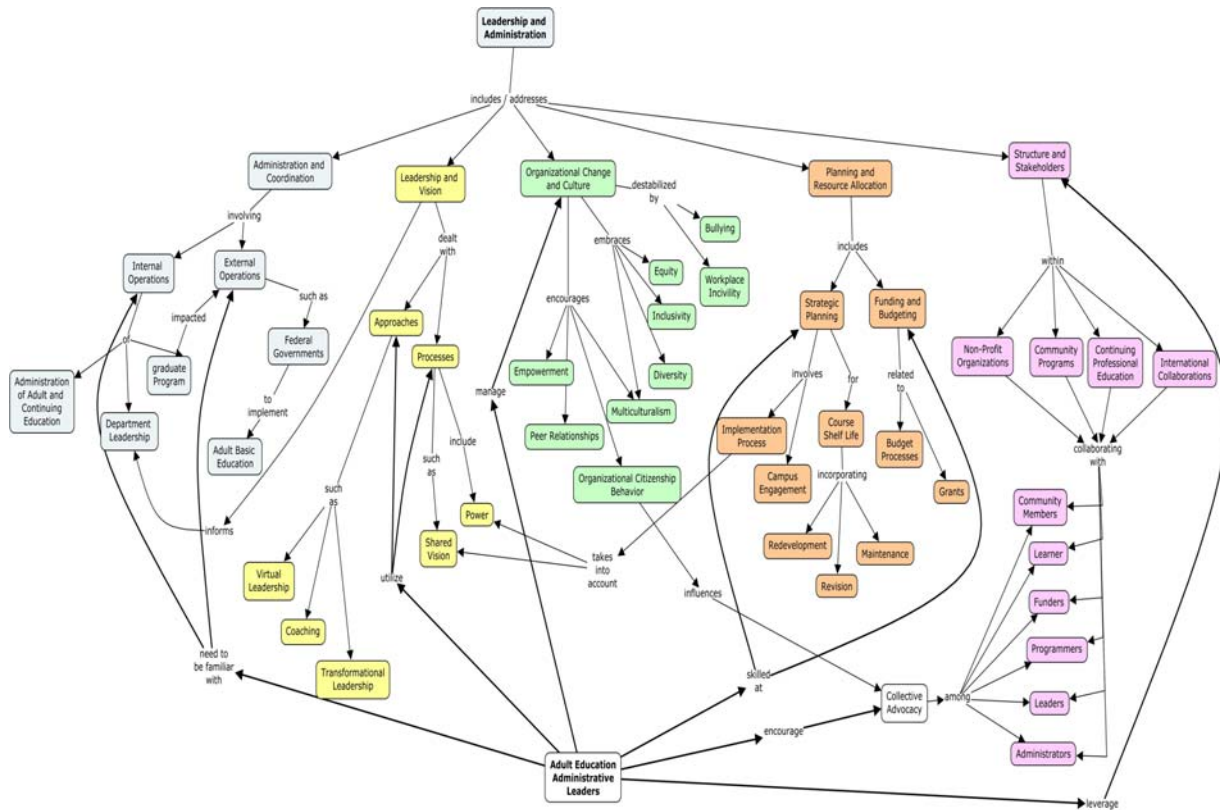 Leadership and
Administration
includes / addresses
Administration and
Coordination
Leadership and
Vision
Organizational Change
and Culture
destabilized
by
Planning and
Resource Allocation
Structure and
Stakeholders
involving
dealt
with
embraces
Bullying
includes
within
Internal
Operations
External
Operations
such as
Equity
Workplace
Incivility
impacted
Approaches
encourages
Inclusivity
Strategic
Planning
Funding and
Budgeting
of
Federal
Governments
Processes
Non-Profit
Organizations
Community
Programs
Continuing
Professional
Education
International
Collaborations
graduate
Program
Empowerment
Diversity
involves
for
related
to
Administration
of Adult and
Continuing
Education
to
implement
manage
Multiculturalism
Department
Leadership
Adult Basic
Education
include
such
as
Peer Relationships
Implementation
Process
Course
Shelf Life
Budget
Processes
collaborating
with
Organizational Citizenship
Behavior
Campus
Engagement
incorporating
Grants
such
as
Power
Community
Members
informs
Shared
Vision
Redevelopment
Maintenance
Learner
Virtual
Leadership
utilize
takes
into
account
influences
Revision
Funders
Coaching
need to
be familiar
with
Transformational
Leadership
skilled
at
Programmers
Collective
Advocacy
among
Leaders
encourage
Administrators
Adult Education
Administrative
Leaders
leverage